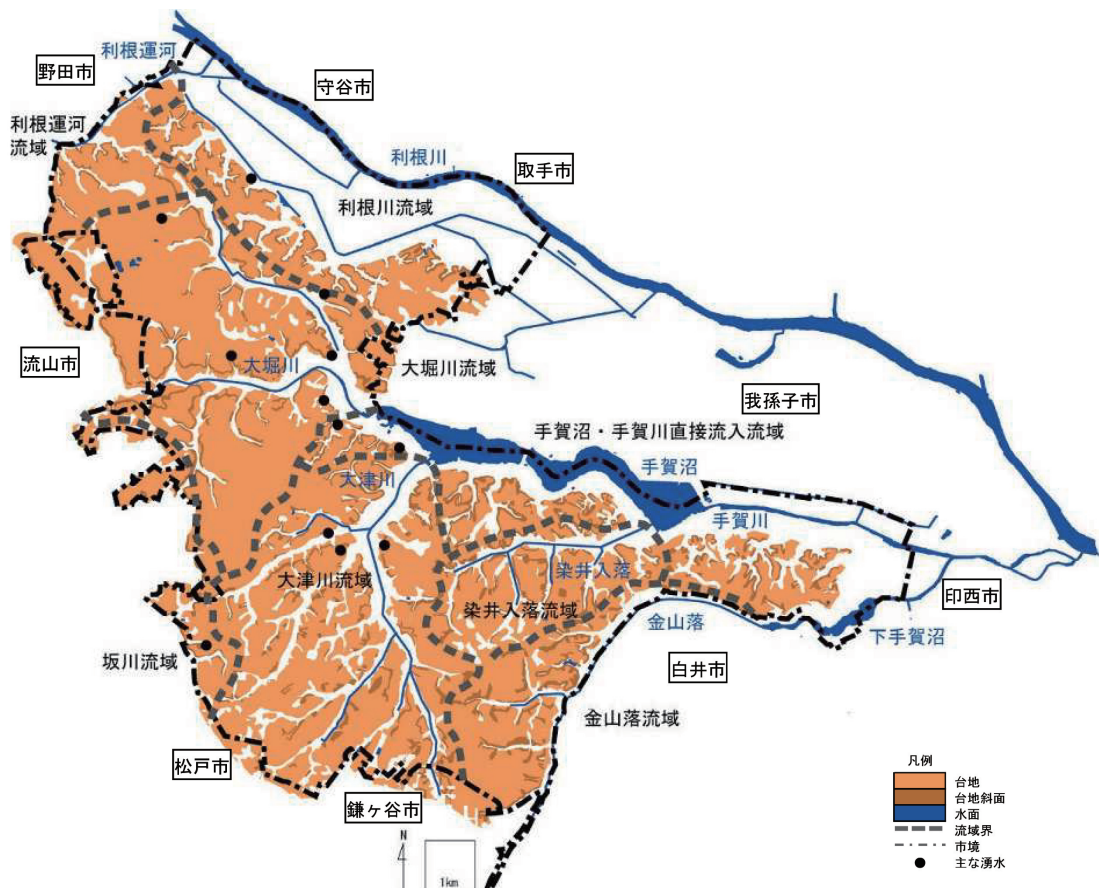 利根運河
野田市
守谷市
利根運河
流域
利根川
取手市
利根川流域
流山市
大堀川
大堀川流域
我孫子市
手賀沼・手賀川直接流入流域
手賀沼
大津川
手賀川
染井入落
大津川流域
染井入落流域
印西市
金山落
下手賀沼
坂川流域
白井市
金山落流域
松戸市
鎌ヶ谷市
N
1km
凡例
台地
台地斜面
水面
流域界
市境
主な湧水